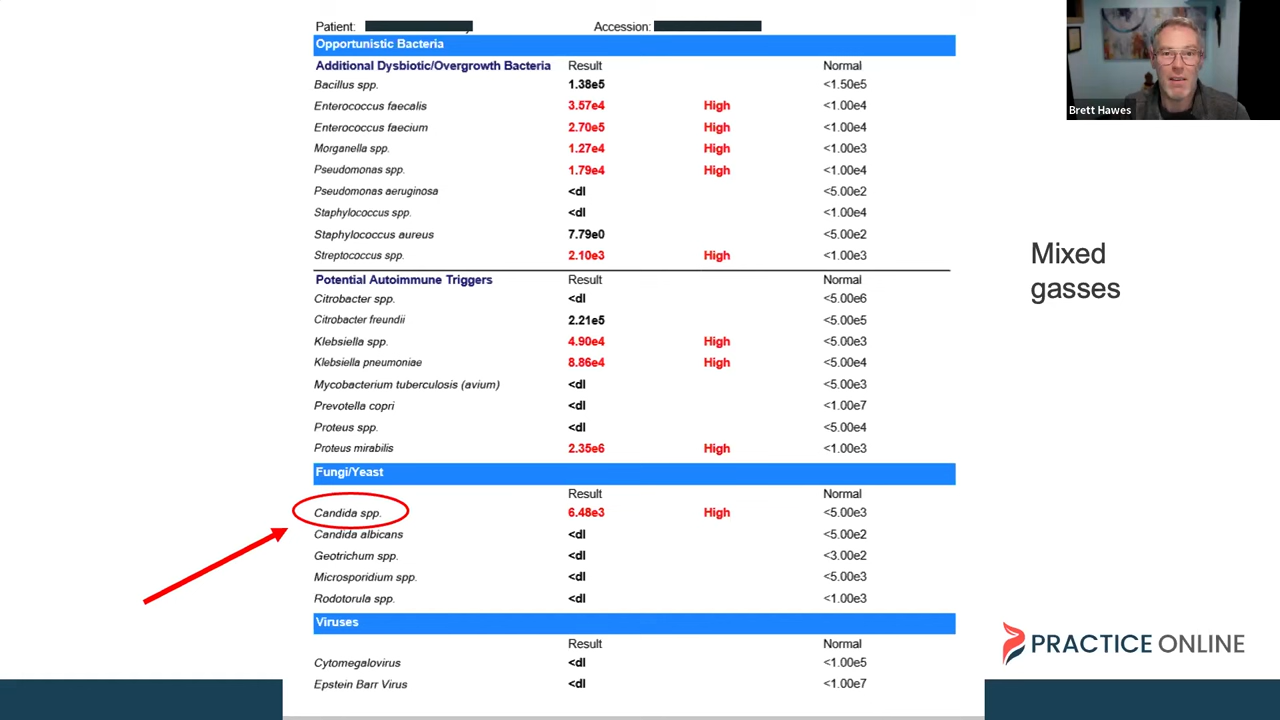 Patient: Accession:
Opportunistic Bacteria
Additional Dysbiotic/Overgrowth Bacteria Result Normal
Bacillus spp. 1.38e5 <1.50e5
Enterococcus faecalis 3.57e4 High <1.00e4
Enterococcus faecium 2.70e5 High <1.00e4
Morganella spp. 1.27e4 High <1.00e3
Pseudomonas spp. 1.79e4 High <1.00e4
Pseudomonas aeruginosa <dl <5.00e2
Staphylococcus spp. <dl <1.00e4
Staphylococcus aureus 7.79e0 <5.00e2
Streptococcus spp. 2.10e3 High <1.00e3
Potential Autoimmune Triggers Result Normal
Citrobacter spp. <dl <5.00e6
Citrobacter freundii 2.21e5 <5.00e5
Klebsiella spp. 4.90e4 High <5.00e3
Klebsiella pneumoniae 8.86e4 High <5.00e4
Mycobacterium tuberculosis (avium) <dl <5.00e3
Prevotella copri <dl <1.00e7
Proteus spp. <dl <5.00e4
Proteus mirabilis 2.35e6 High <1.00e3
Fungi/Yeast
Result Normal
Candida spp. 6.48e3 High <5.00e3
Candida albicans <dl <5.00e2
Geotrichum spp. <dl <3.00e2
Microsporidium spp. <dl <5.00e3
Rodotorula spp. <dl <1.00e3
Viruses
Result Normal
Cytomegalovirus <dl <1.00e5
Epstein Barr Virus <dl <1.00e7
Brett Hawes
Mixed
gasses
PRACTICE ONLINE